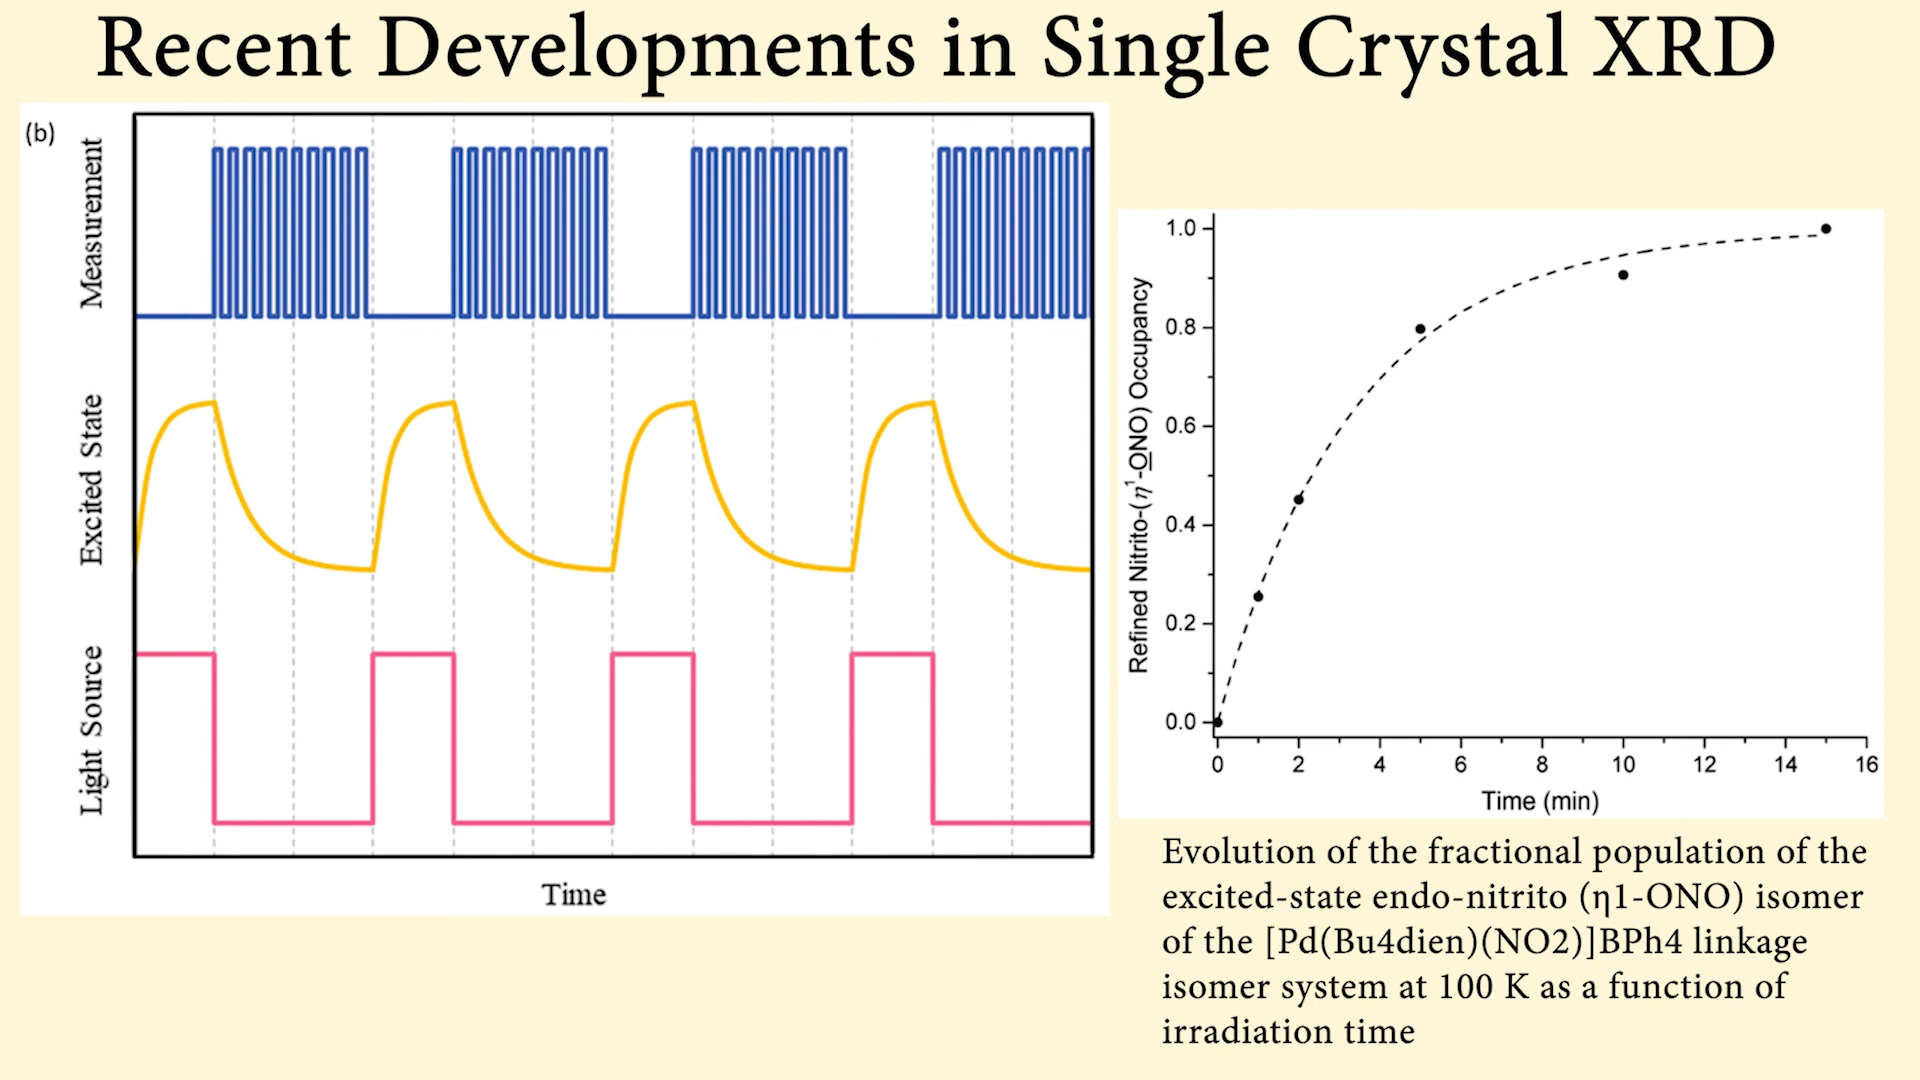 Recent Developments in Single Crystal XRD
(b)
Measurement
Excited State
Light Source
Time
Refined Nitrito-(η¹-ONO) Occupancy
1.0
0.8
0.6
0.4
0.2
0.0
0 2 4 6 8 10 12 14 16
Time (min)
Evolution of the fractional population of the
excited-state endo-nitrito (η1-ONO) isomer
of the [Pd(Bu4dien)(NO2)]BPh4 linkage
isomer system at 100 K as a function of
irradiation time